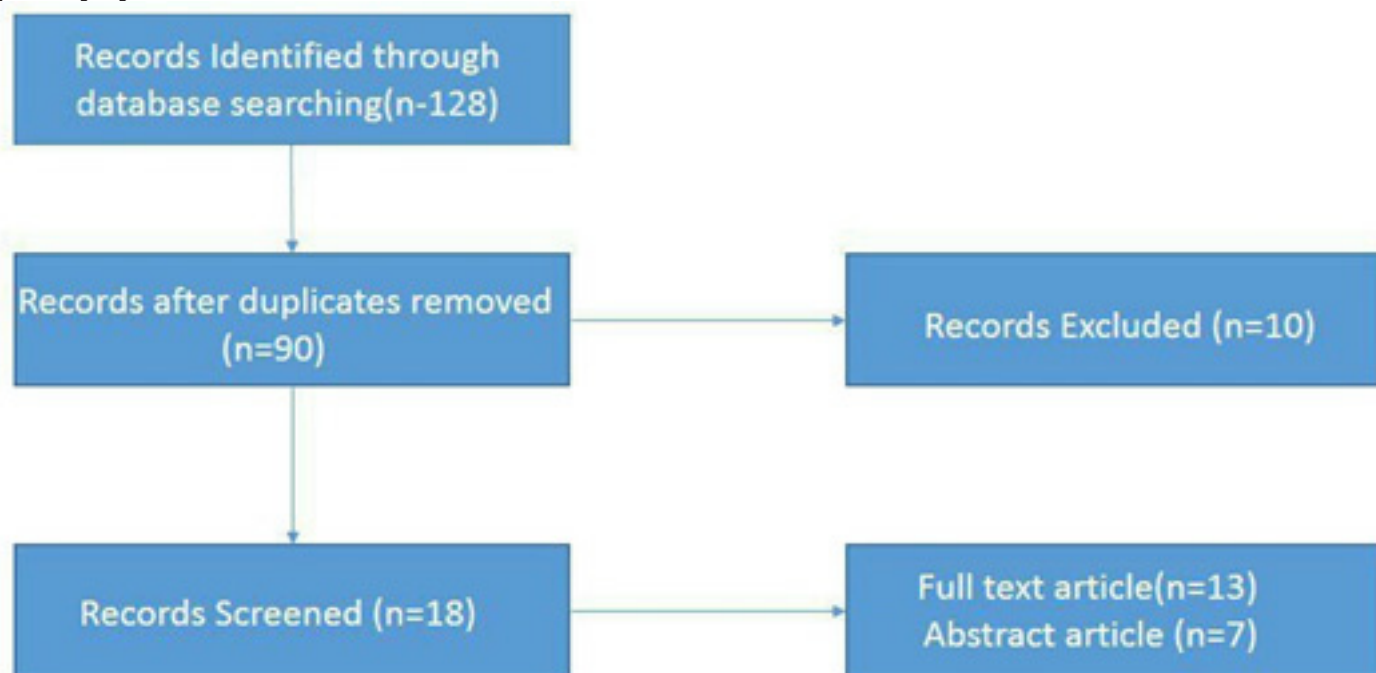 Records Identified through
database searching(n-128)
Records after duplicates removed
(n=90)
Records Excluded (n=10)
Records Screened (n=18)
Full text article(n=13)
Abstract article (n=7)